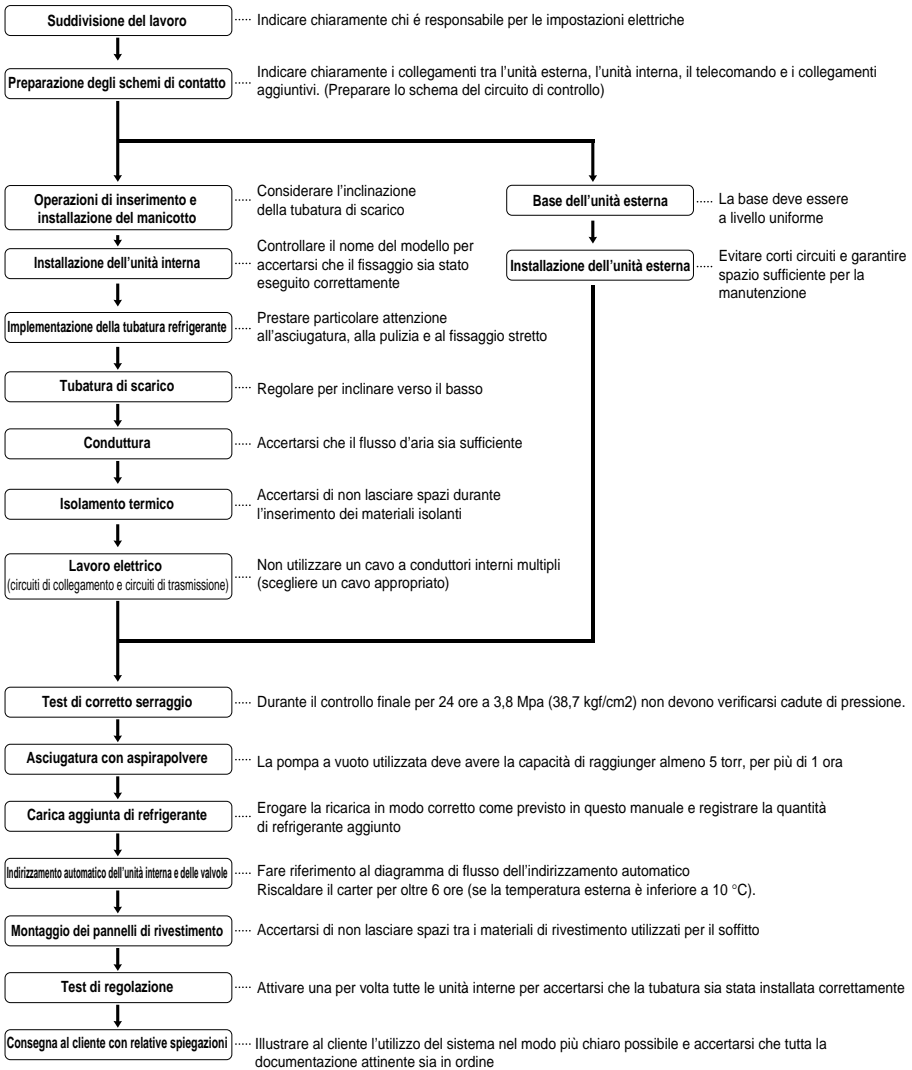 Suddivisione del lavoro
Indicare chiaramente chi é responsabile per le impostazioni elettriche
Preparazione degli schemi di contatto
Indicare chiaramente i collegamenti tra l'unità esterna, l'unità interna, il telecomando e i collegamenti
aggiuntivi. (Preparare lo schema del circuito di controllo)
Operazioni di inserimento e
installazione del manicotto
Considerare l'inclinazione
della tubatura di scarico
Base dell'unità esterna
La base deve essere
a livello uniforme
Installazione dell'unità interna
Controllare il nome del modello per
accertarsi che il fissaggio sia stato
eseguito correttamente
Installazione dell'unità esterna
Evitare corti circuiti e garantire
spazio sufficiente per la
manutenzione
Implementazione della tubatura refrigerante
Prestare particolare attenzione
all'asciugatura, alla pulizia e al fissaggio stretto
Tubatura di scarico
Regolare per inclinare verso il basso
Conduttura
Accertarsi che il flusso d'aria sia sufficiente
Isolamento termico
Accertarsi di non lasciare spazi durante
l'inserimento dei materiali isolanti
Lavoro elettrico
(circuiti di collegamento e circuiti di trasmissione)
Non utilizzare un cavo a conduttori interni multipli
(scegliere un cavo appropriato)
Test di corretto serraggio
Durante il controllo finale per 24 ore a 3,8 Mpa (38,7 kgf/cm2) non devono verificarsi cadute di pressione.
Asciugatura con aspirapolvere
La pompa a vuoto utilizzata deve avere la capacità di raggiunger almeno 5 torr, per più di 1 ora
Carica aggiunta di refrigerante
Erogare la ricarica in modo corretto come previsto in questo manuale e registrare la quantità
di refrigerante aggiunto
Indirizzamento automatico dell'unità interna e delle valvole
Fare riferimento al diagramma di flusso dell'indirizzamento automatico
Riscaldare il carter per oltre 6 ore (se la temperatura esterna è inferiore a 10 °C).
Montaggio dei pannelli di rivestimento
Accertarsi di non lasciare spazi tra i materiali di rivestimento utilizzati per il soffitto
Test di regolazione
Attivare una per volta tutte le unità interne per accertarsi che la tubatura sia stata installata correttamente
Consegna al cliente con relative spiegazioni
Illustrare al cliente l'utilizzo del sistema nel modo più chiaro possibile e accertarsi che tutta la
documentazione attinente sia in ordine